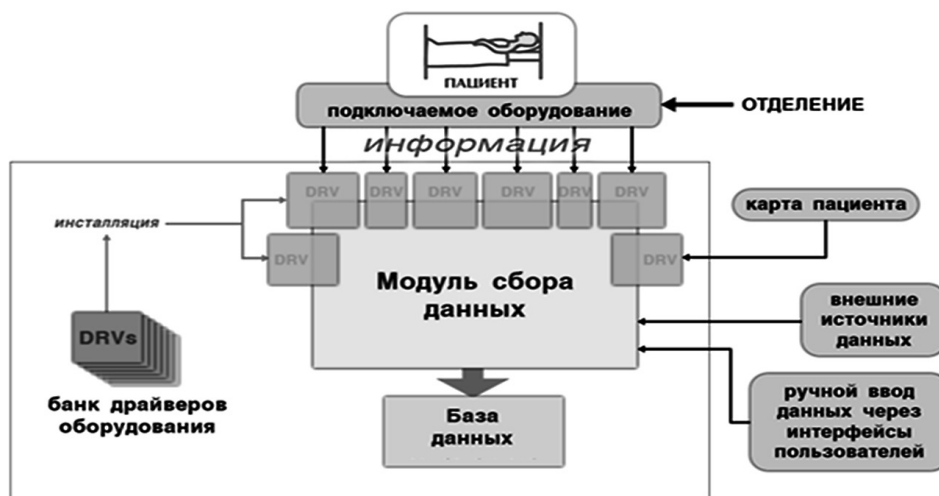 ПАЦИЕНТ
подключаемое оборудование
ОТДЕЛЕНИЕ
информация
DRV DRV DRV DRV DRV DRV
карта пациента
инсталляция
DRV
DRV
Модуль сбора
данных
внешние
источники
данных
DRVs
банк драйверов
оборудования
База
данных
ручной ввод
данных через
интерфейсы
пользователей